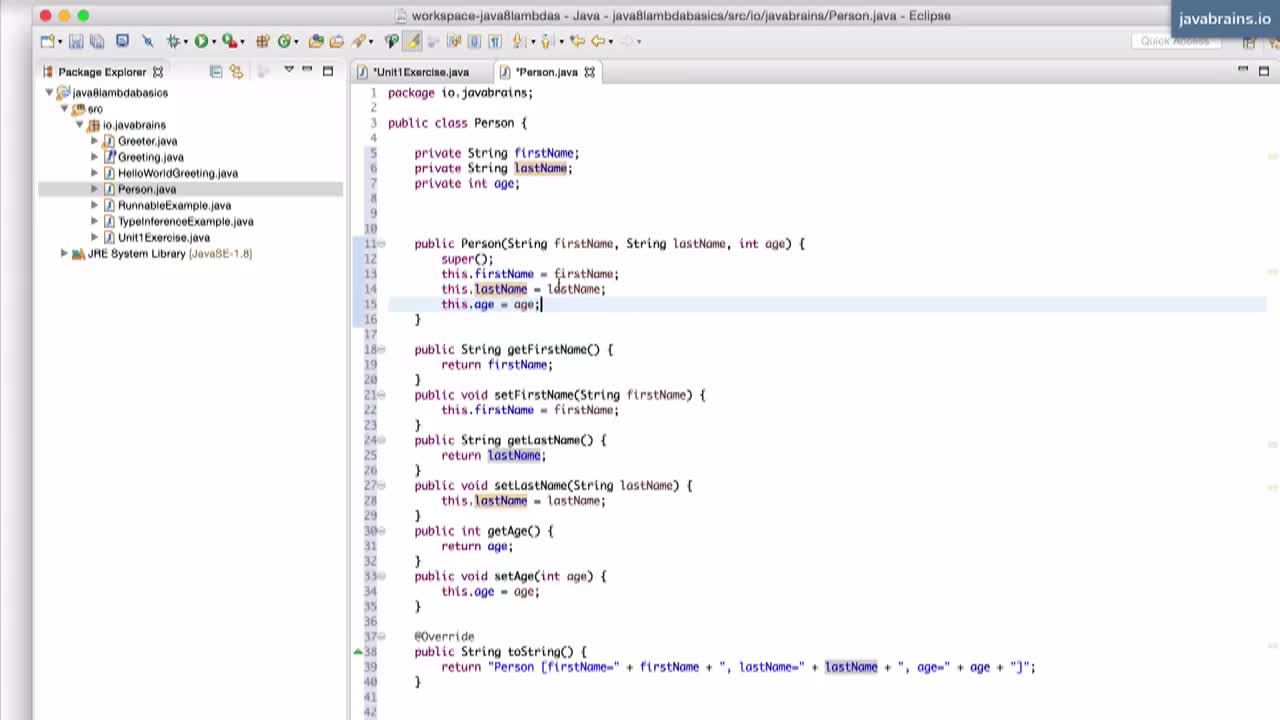 workspace-java8lambdas - Java - java8lambdabasics/src/io/javabrains/Person.java - Eclipse
javabrains.io
Quick Access
Package Explorer
*Unit1Exercise.java
*Person.java
java8lambdabasics
src
io.javabrains
Greeter.java
Greeting.java
HelloWorldGreeting.java
Person.java
RunnableExample.java
TypeInferenceExample.java
Unit1Exercise.java
JRE System Library [JavaSE-1.8]
1 package io.javabrains;
2
3 public class Person {
4
5 private String firstName;
6 private String lastName;
7 private int age;
8
9
10
11 public Person(String firstName, String lastName, int age) {
12 super();
13 this.firstName = firstName;
14 this.lastName = lastName;
15 this.age = age;
16 }
17
18 public String getFirstName() {
19 return firstName;
20 }
21 public void setFirstName(String firstName) {
22 this.firstName = firstName;
23 }
24 public String getLastName() {
25 return lastName;
26 }
27 public void setLastName(String lastName) {
28 this.lastName = lastName;
29 }
30 public int getAge() {
31 return age;
32 }
33 public void setAge(int age) {
34 this.age = age;
35 }
36
37 @Override
38 public String toString() {
39 return "Person [firstName=" + firstName + ", lastName=" + lastName + ", age=" + age + "]";
40 }
41
42